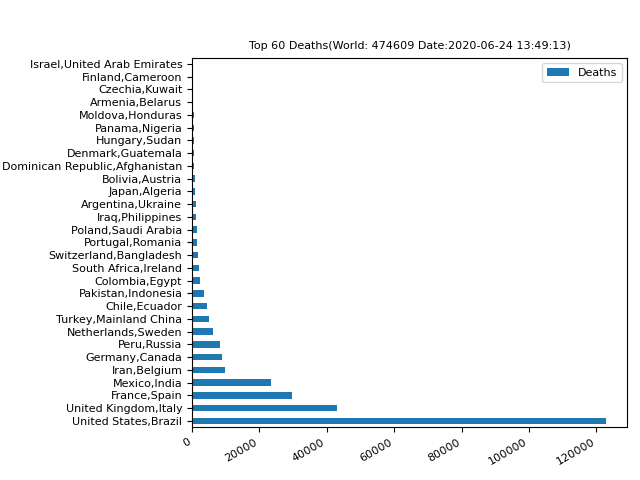 Top 60 Deaths(World: 474609 Date:2020-06-24 13:49:13)
Deaths
Israel,United Arab Emirates
Finland,Cameroon
Czechia,Kuwait
Armenia,Belarus
Moldova,Honduras
Panama,Nigeria
Hungary,Sudan
Denmark,Guatemala
Dominican Republic,Afghanistan
Bolivia,Austria
Japan,Algeria
Argentina,Ukraine
Iraq,Philippines
Poland,Saudi Arabia
Portugal,Romania
Switzerland,Bangladesh
South Africa,Ireland
Colombia,Egypt
Pakistan,Indonesia
Chile,Ecuador
Turkey,Mainland China
Netherlands,Sweden
Peru,Russia
Germany,Canada
Iran,Belgium
Mexico,India
France,Spain
United Kingdom,Italy
United States,Brazil
0
20000
40000
60000
80000
100000
120000